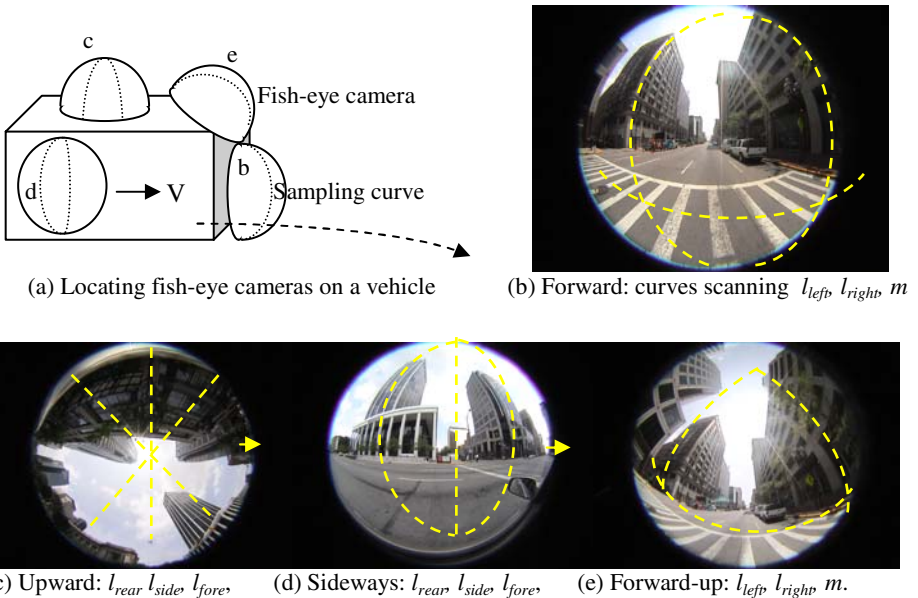 c
e
Fish-eye camera
b
d
V
Sampling curve
(a) Locating fish-eye cameras on a vehicle
(b) Forward: curves scanning l_left, l_right, m
c) Upward: l_rear l_side, l_fore,
(d) Sideways: l_rear, l_side, l_fore,
(e) Forward-up: l_left, l_right, m.